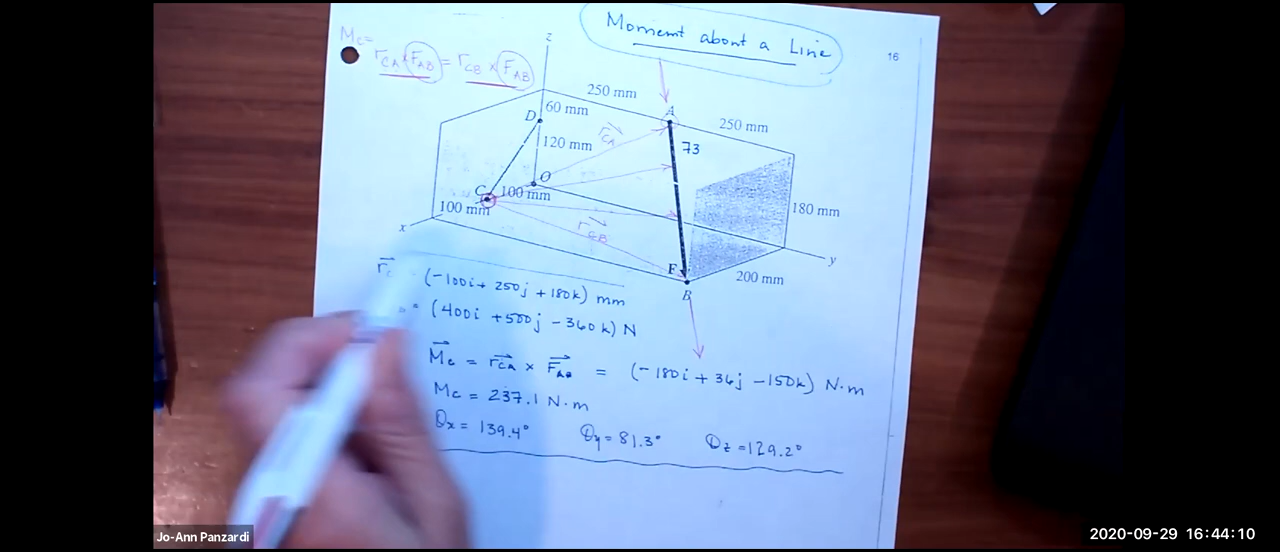 Moment about a Line
16
Mc=
rCA × FAB = rCB × FAB
z
250 mm
A
250 mm
D
60 mm
rCA
73
120 mm
O
C
100 mm
100 mm
180 mm
x
rCB
F
y
200 mm
B
r (-100i + 250j + 180k) mm
= (400i + 500j - 360k) N
Mc = rCA × FAB = (-180i + 36j - 150k) N·m
Mc = 237.1 N·m
θx = 139.4° θy = 81.3° θz = 129.2°
Jo-Ann Panzardi
2020-09-29 16:44:10